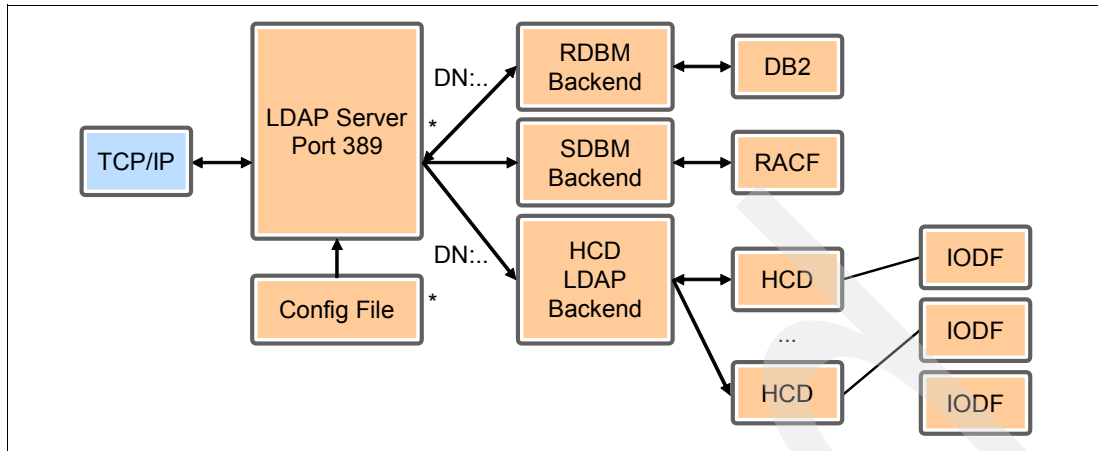 TCP/IP
LDAP Server
Port 389
Config File
*
DN:..
*
DN:..
RDBM
Backend
DB2
SDBM
Backend
RACF
HCD
LDAP
Backend
HCD
...
HCD
IODF
IODF
IODF